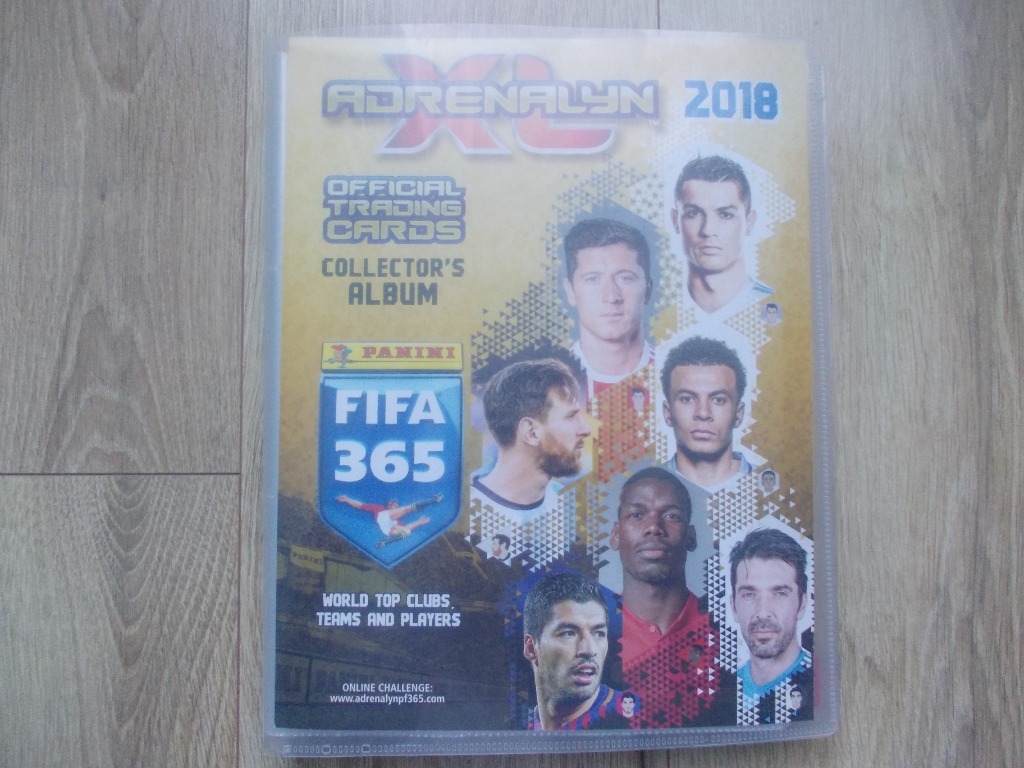 ADRENALYN 2018
XL
OFFICIAL
TRADING
CARDS
COLLECTOR'S
ALBUM
PANINI
FIFA
365
PANINI
WORLD TOP CLUBS,
TEAMS AND PLAYERS
ONLINE CHALLENGE:
www.adrenalynpf365.com